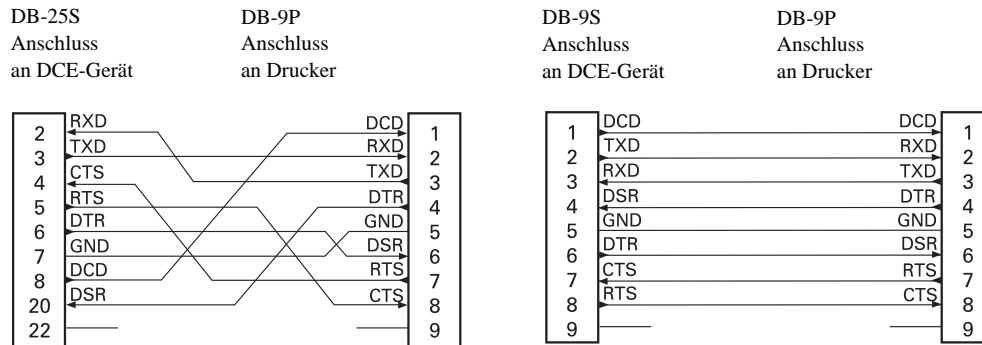 DB-25S
Anschluss
an DCE-Gerät
DB-9P
Anschluss
an Drucker
2 RXD DCD 1
3 TXD RXD 2
4 CTS TXD 3
5 RTS DTR 4
6 DTR GND 5
7 GND DSR 6
8 DCD RTS 7
20 DSR CTS 8
22 9
DB-9S
Anschluss
an DCE-Gerät
DB-9P
Anschluss
an Drucker
1 DCD DCD 1
2 TXD RXD 2
3 RXD TXD 3
4 DSR DTR 4
5 GND GND 5
6 DTR DSR 6
7 CTS RTS 7
8 RTS CTS 8
9 9